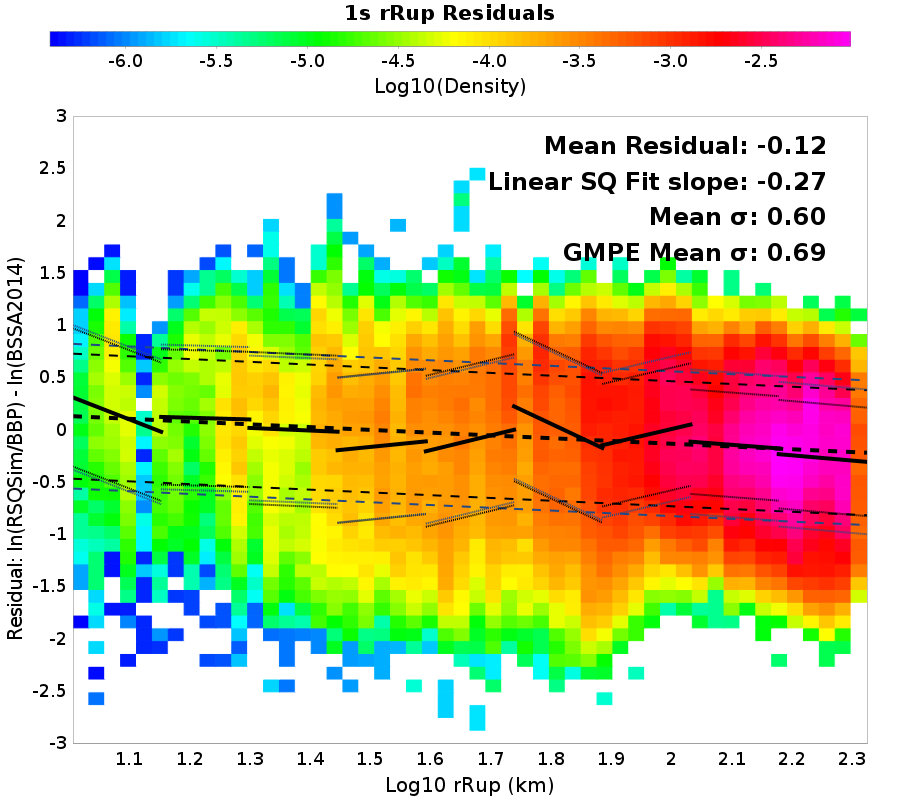 1s rRup Residuals
-6.0 -5.5 -5.0 -4.5 -4.0 -3.5 -3.0 -2.5
Log10(Density)
Mean Residual: -0.12
Linear SQ Fit slope: -0.27
Mean σ: 0.60
GMPE Mean σ: 0.69
Residual: ln(RSQSim/BBP) - ln(BSSA2014)
3
2.5
2
1.5
1
0.5
0
-0.5
-1
-1.5
-2
-2.5
-3
1.1 1.2 1.3 1.4 1.5 1.6 1.7 1.8 1.9 2 2.1 2.2 2.3
Log10 rRup (km)